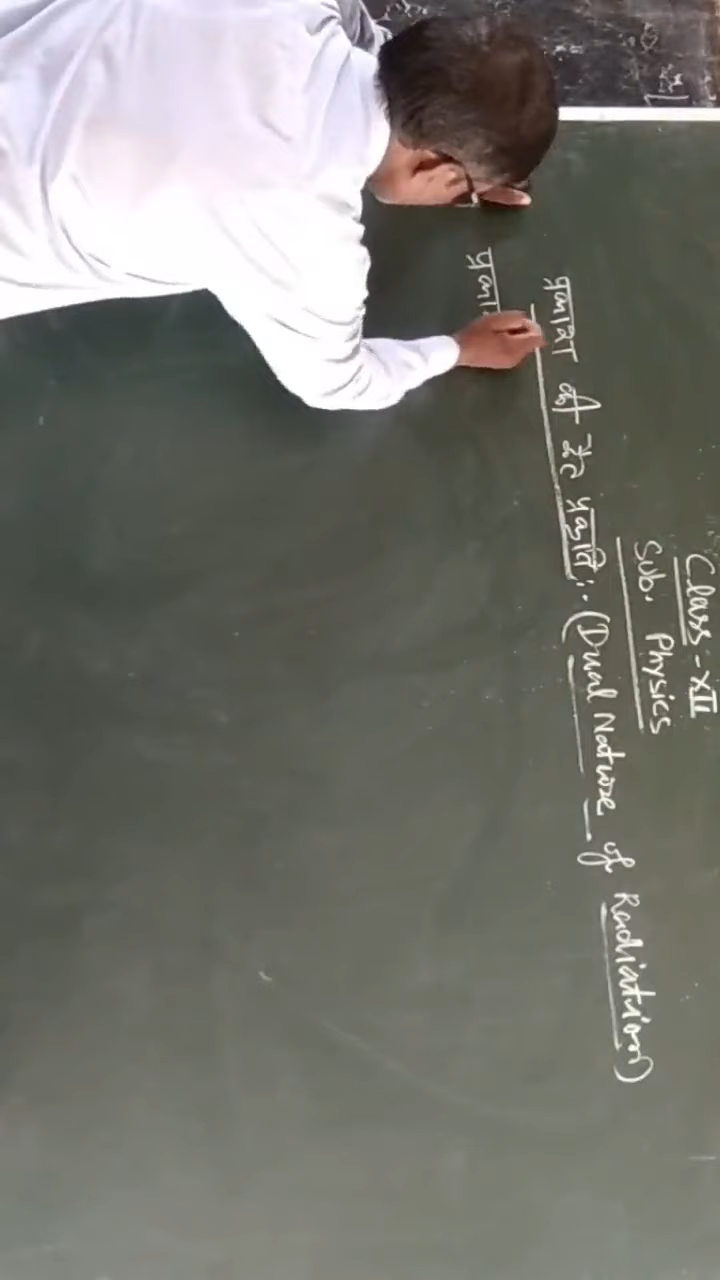 Class - XII
Sub. Physics
प्रकाश की द्वैत प्रकृति :- (Dual Nature of Radiation)